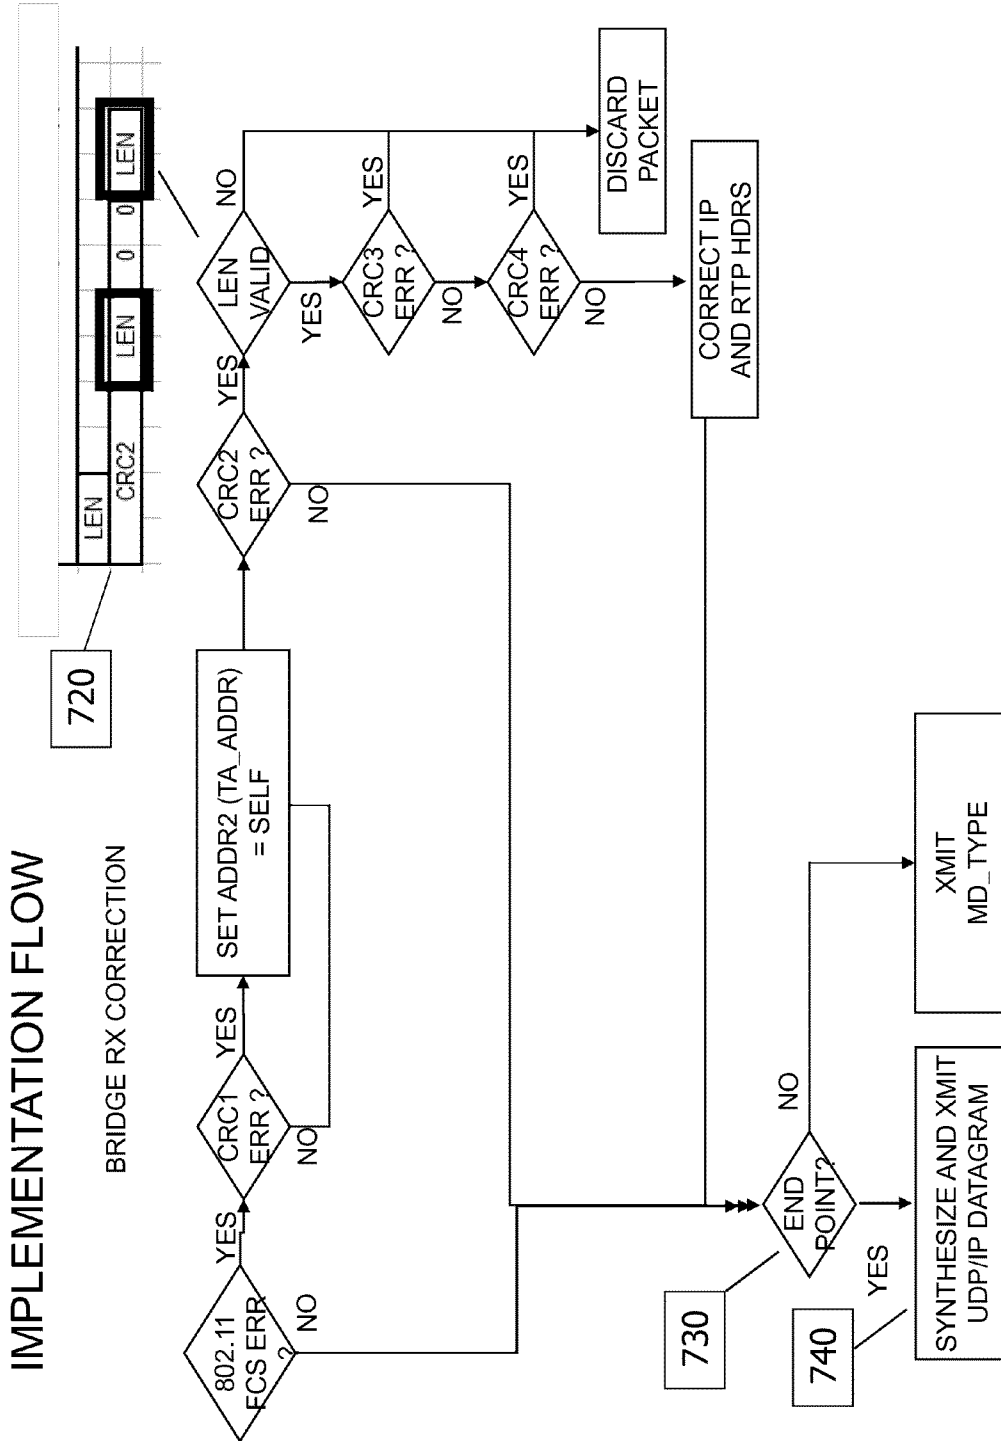 IMPLEMENTATION FLOW
BRIDGE RX CORRECTION
720
LEN
CRC2
LEN
0
0
LEN
802.11
FCS ERR
?
YES
NO
CRC1
ERR ?
YES
NO
SET ADDR2 (TA_ADDR)
= SELF
CRC2
ERR ?
YES
NO
LEN
VALID
NO
YES
CRC3
ERR ?
YES
NO
CRC4
ERR ?
YES
NO
DISCARD
PACKET
CORRECT IP
AND RTP HDRS
730
END
POINT?
NO
YES
740
SYNTHESIZE AND XMIT
UDP/IP DATAGRAM
XMIT
MD_TYPE